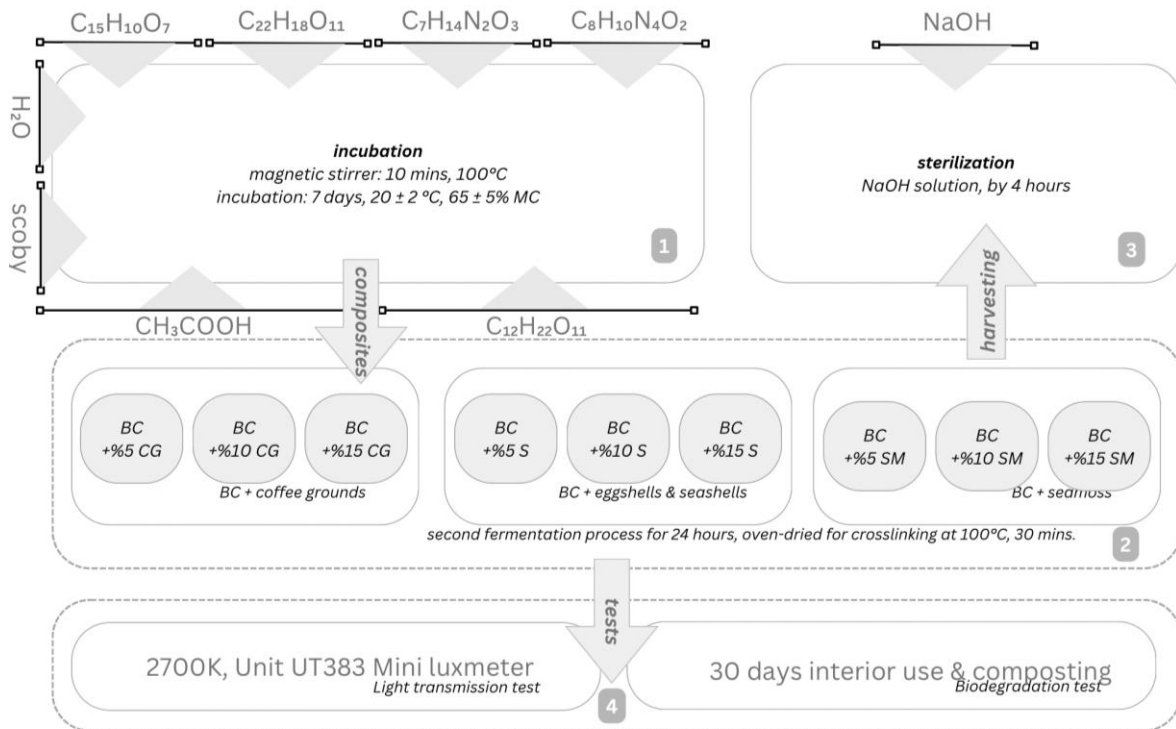 C₁₅H₁₀O₇
C₂₂H₁₈O₁₁
C₇H₁₄N₂O₃
C₈H₁₀N₄O₂
NaOH
H₂O
scoby
incubation
magnetic stirrer: 10 mins, 100°C
incubation: 7 days, 20 ± 2 °C, 65 ± 5% MC
1
sterilization
NaOH solution, by 4 hours
3
CH₃COOH
C₁₂H₂₂O₁₁
composites
harvesting
BC
+%5 CG
BC
+%10 CG
BC
+%15 CG
BC + coffee grounds
BC
+%5 S
BC
+%10 S
BC
+%15 S
BC + eggshells & seashells
BC
+%5 SM
BC
+%10 SM
BC
+%15 SM
BC + seamoss
second fermentation process for 24 hours, oven-dried for crosslinking at 100°C, 30 mins.
2
tests
2700K, Unit UT383 Mini luxmeter
Light transmission test
30 days interior use & composting
Biodegradation test
4